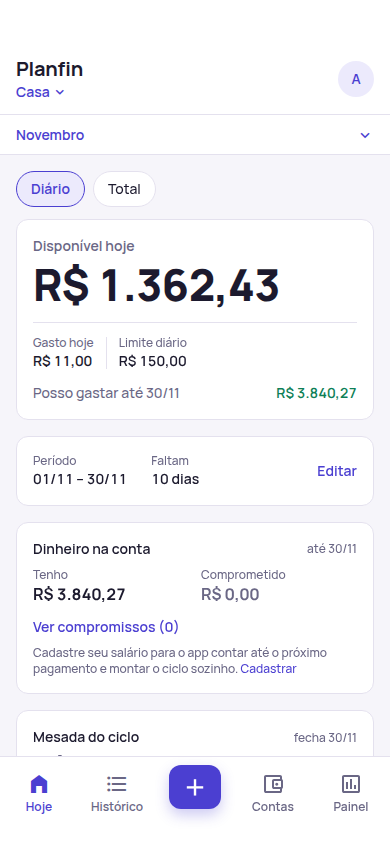 Planfin
Casa
A
Novembro
Diário
Total
Disponível hoje
R$ 1.362,43
Gasto hoje
R$ 11,00
Limite diário
R$ 150,00
Posso gastar até 30/11
R$ 3.840,27
Período
01/11 – 30/11
Faltam
10 dias
Editar
Dinheiro na conta
até 30/11
Tenho
R$ 3.840,27
Comprometido
R$ 0,00
Ver compromissos (0)
Cadastre seu salário para o app contar até o próximo
pagamento e montar o ciclo sozinho. Cadastrar
Mesada do ciclo
fecha 30/11
Hoje
Histórico
Contas
Painel